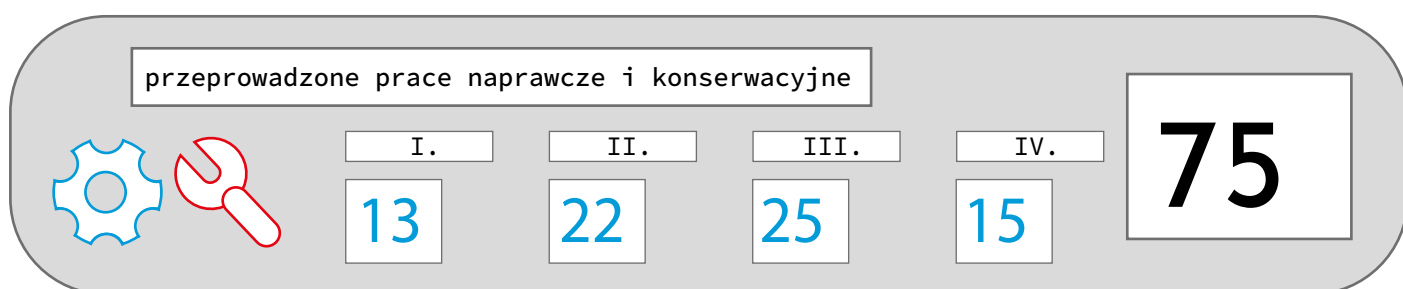 przeprowadzone prace naprawcze i konserwacyjne
75
I. II. III. IV.
13 22 25 15